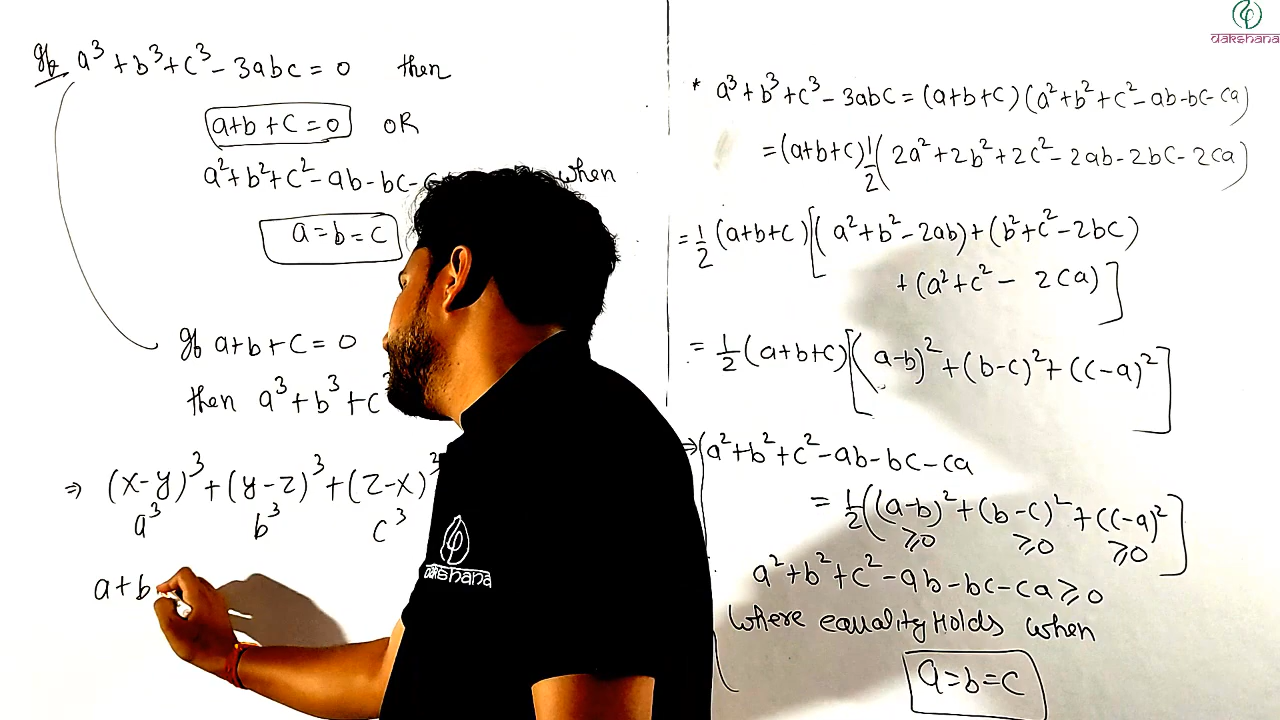 If a³ + b³ + c³ - 3abc = 0 then
a+b+c=0 OR
a²+b²+c²-ab-bc- when
a=b=c
If a+b+c=0
then a³+b³+c
⇒ (x-y)³+(y-z)³+(z-x)³
a³ b³ c³
a+b
* a³+b³+c³-3abc=(a+b+c)(a²+b²+c²-ab-bc-ca)
=(a+b+c)½(2a²+2b²+2c²-2ab-2bc-2ca)
=½(a+b+c)[(a²+b²-2ab)+(b²+c²-2bc)
+(a²+c²- 2ca)]
=½(a+b+c)[(a-b)²+(b-c)²+(c-a)²]
⇒ a²+b²+c²-ab-bc-ca
=½[(a-b)²+(b-c)²+(c-a)²]
≥0 ≥0 ≥0
a²+b²+c²-ab-bc-ca≥0
Where equality Holds when
a=b=c
dakshana
dakshana